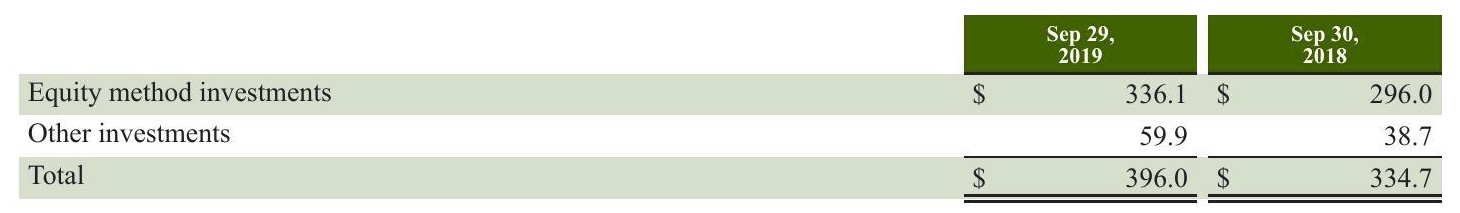 Sep 29, 2019 Sep 30, 2018
Equity method investments $ 336.1 $ 296.0
Other investments 59.9 38.7
Total $ 396.0 $ 334.7